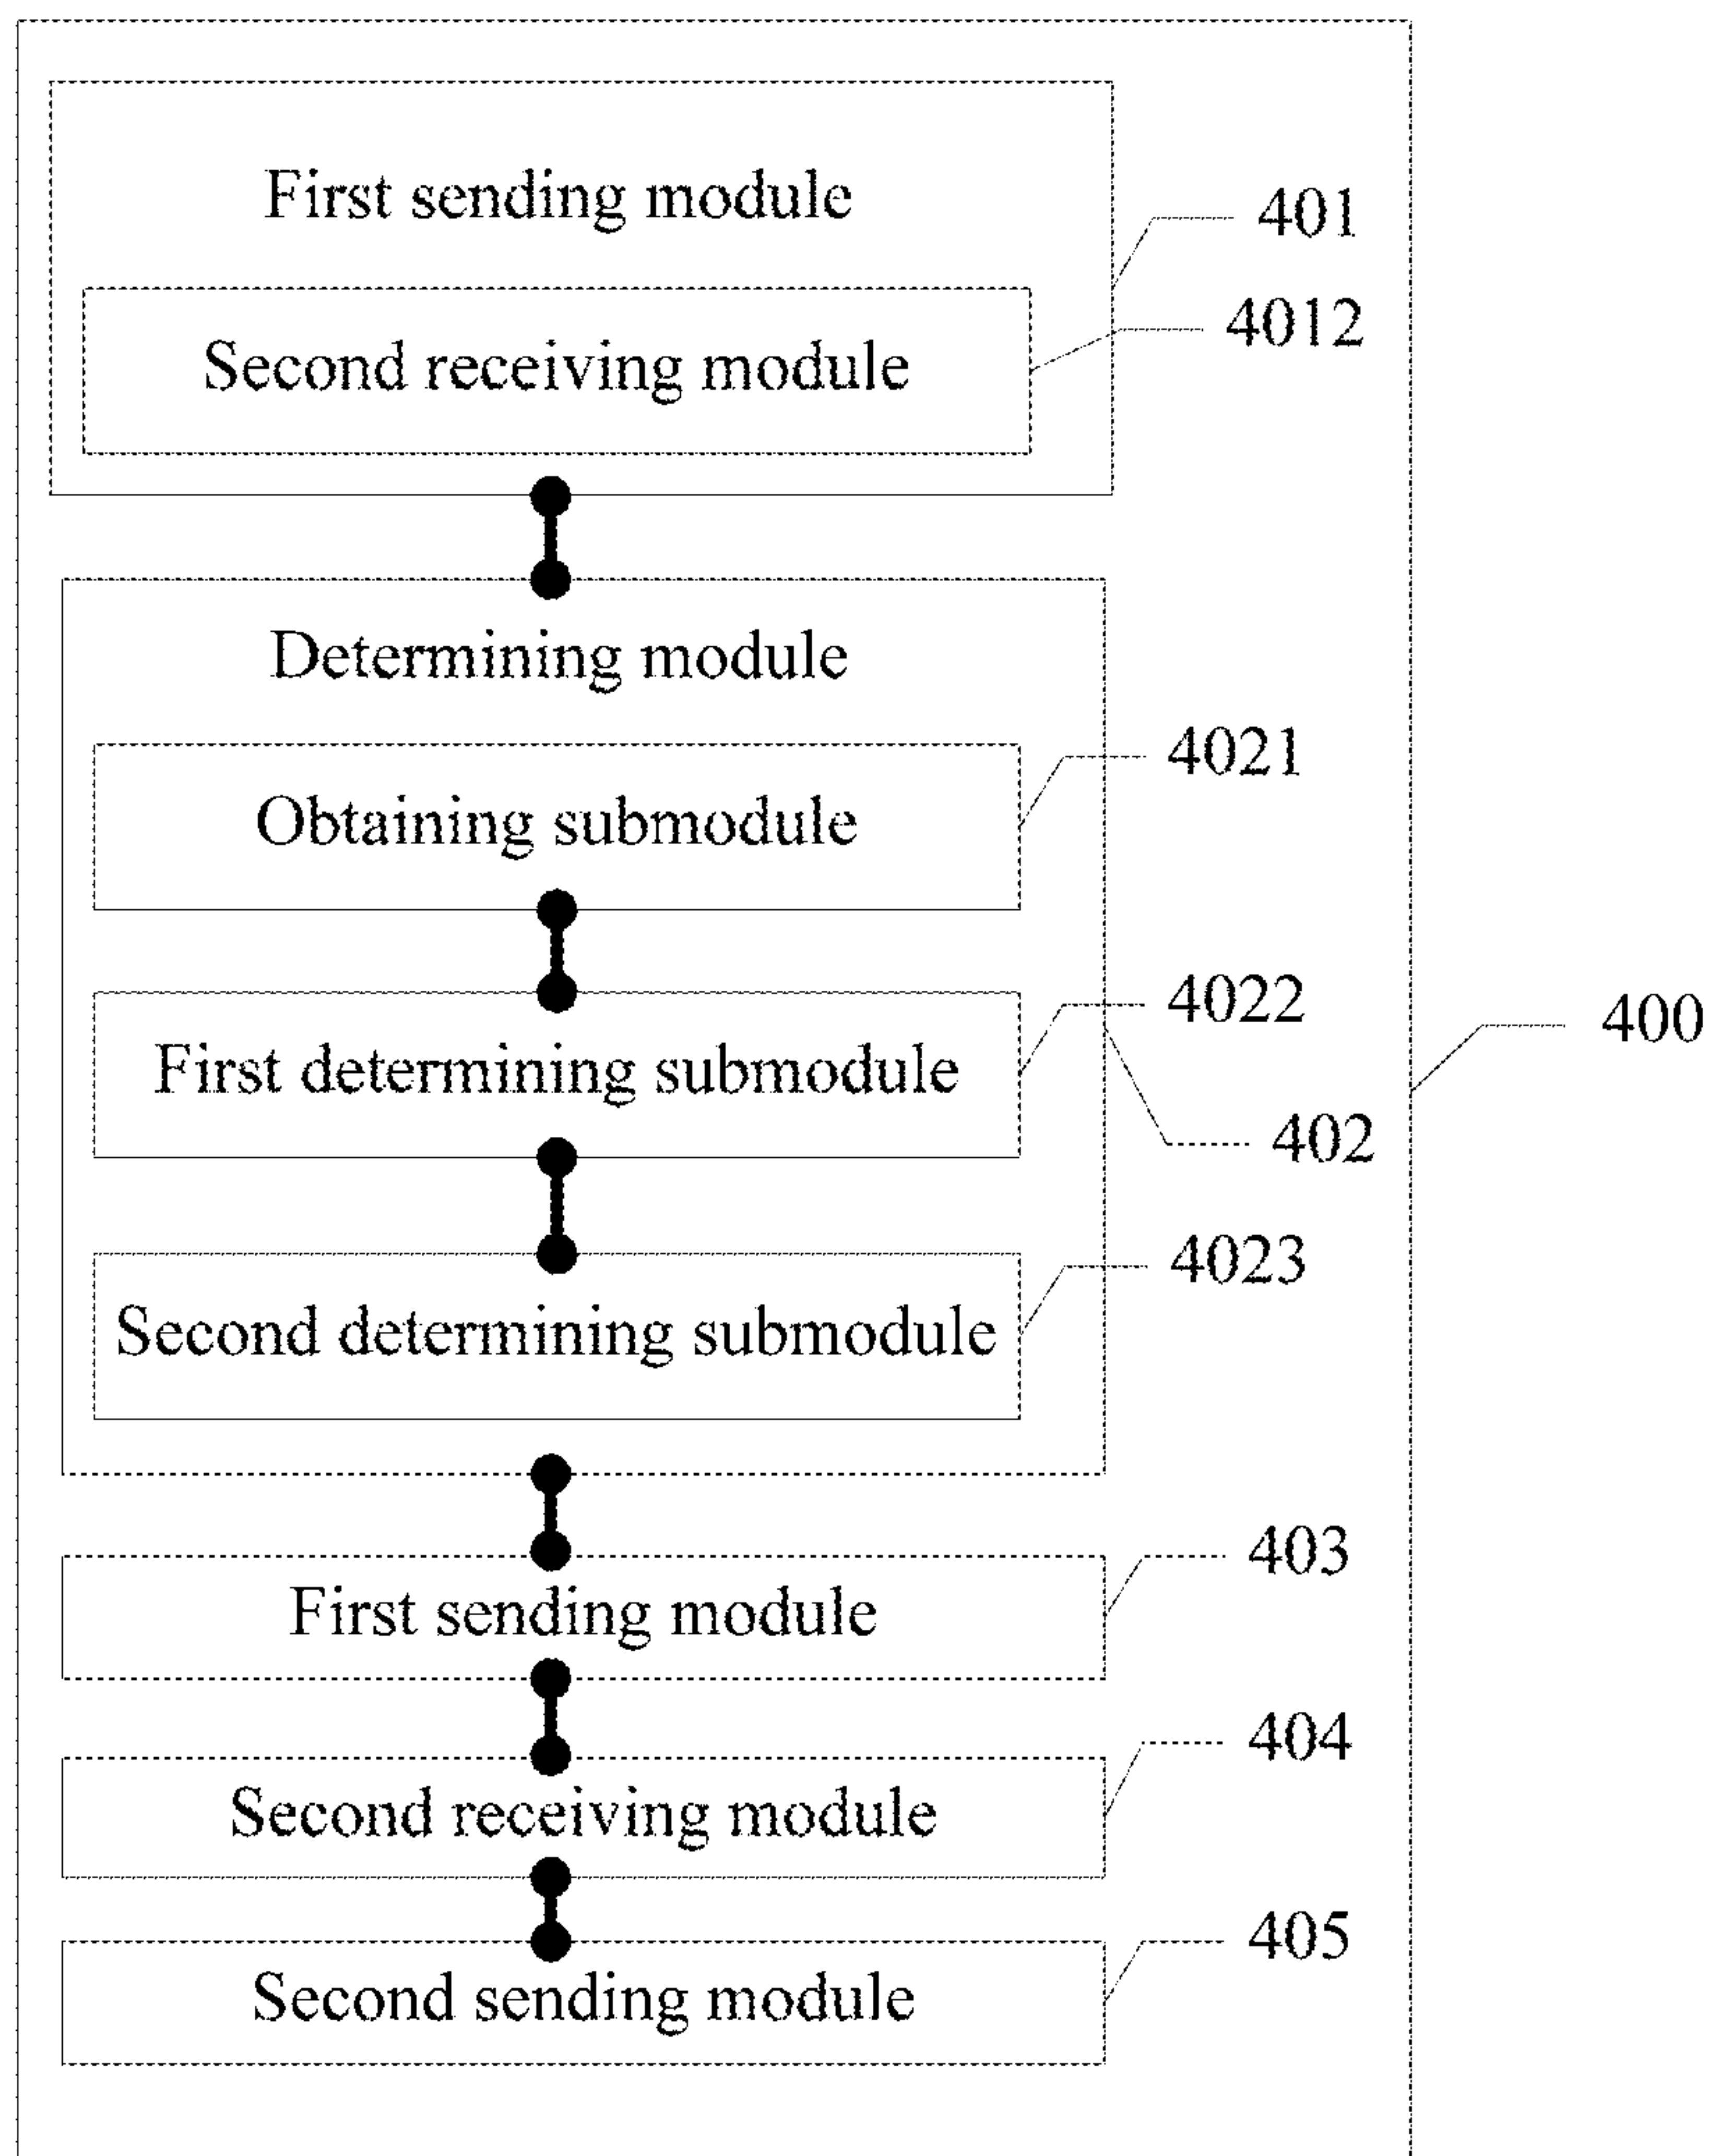 First sending module
401
Second receiving module
4012
Determining module
Obtaining submodule
4021
First determining submodule
4022
400
402
Second determining submodule
4023
First sending module
403
Second receiving module
404
Second sending module
405